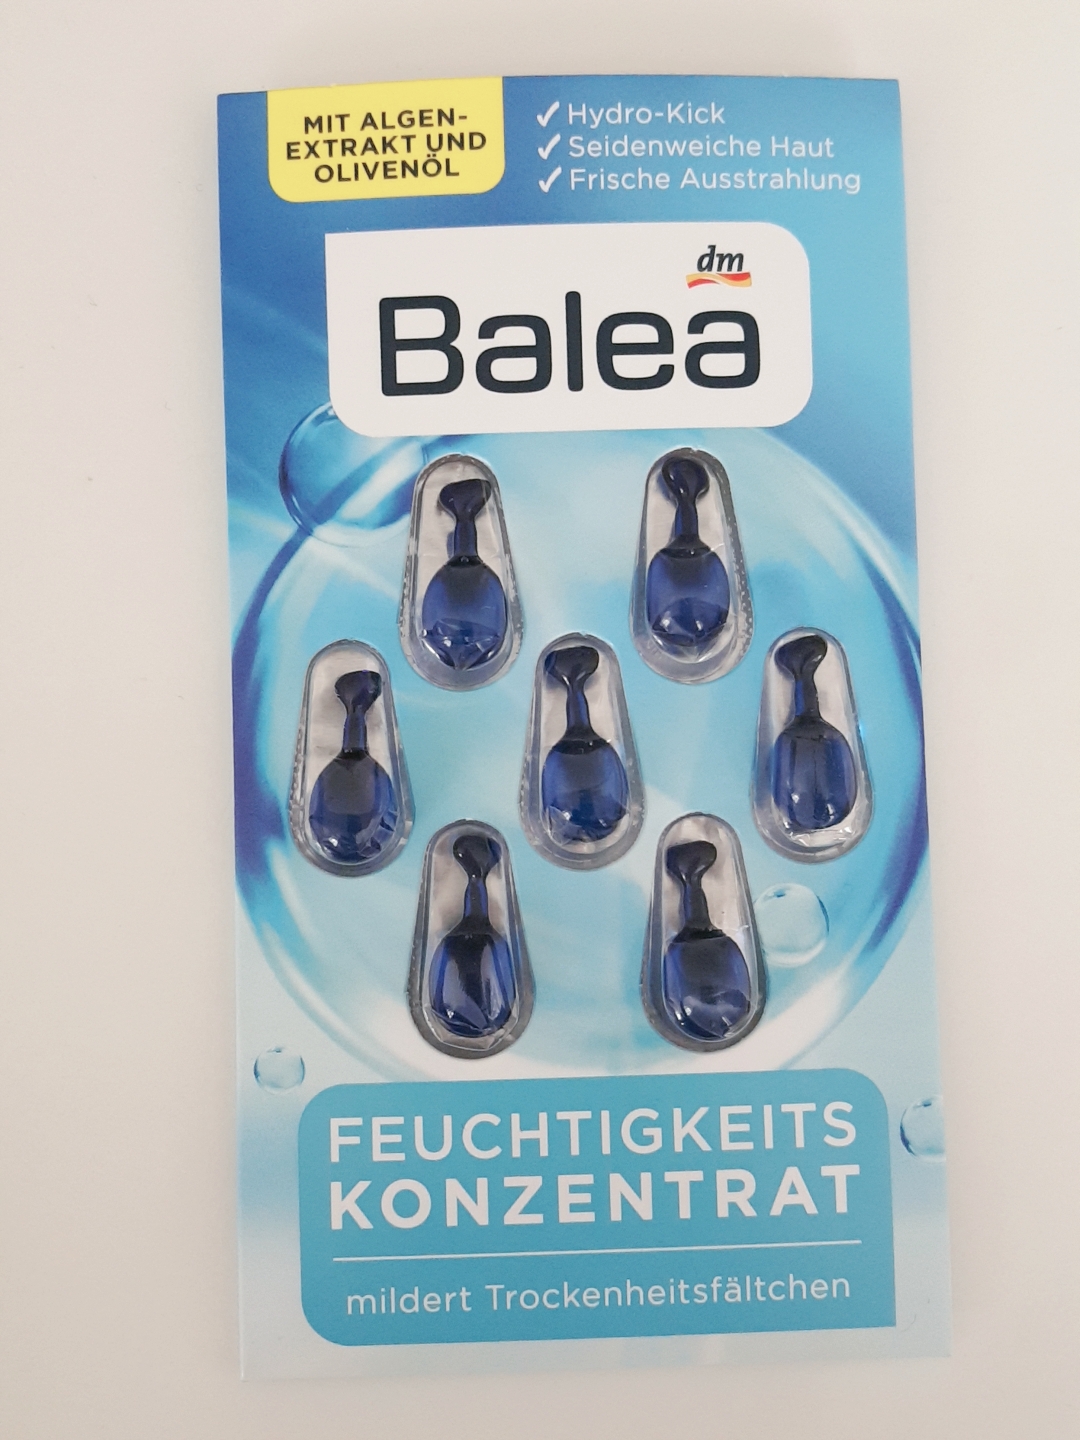 MIT ALGEN-
EXTRAKT UND
OLIVENÖL
✓ Hydro-Kick
✓ Seidenweiche Haut
✓ Frische Ausstrahlung
dm
Balea
FEUCHTIGKEITS
KONZENTRAT
mildert Trockenheitsfältchen